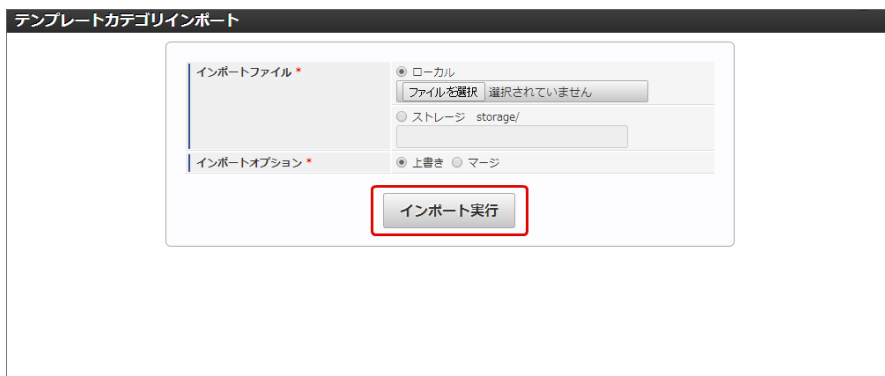 テンプレートカテゴリインポート
インポートファイル * ローカル
ファイルを選択 選択されていません
ストレージ storage/
インポートオプション * 上書き マージ
インポート実行